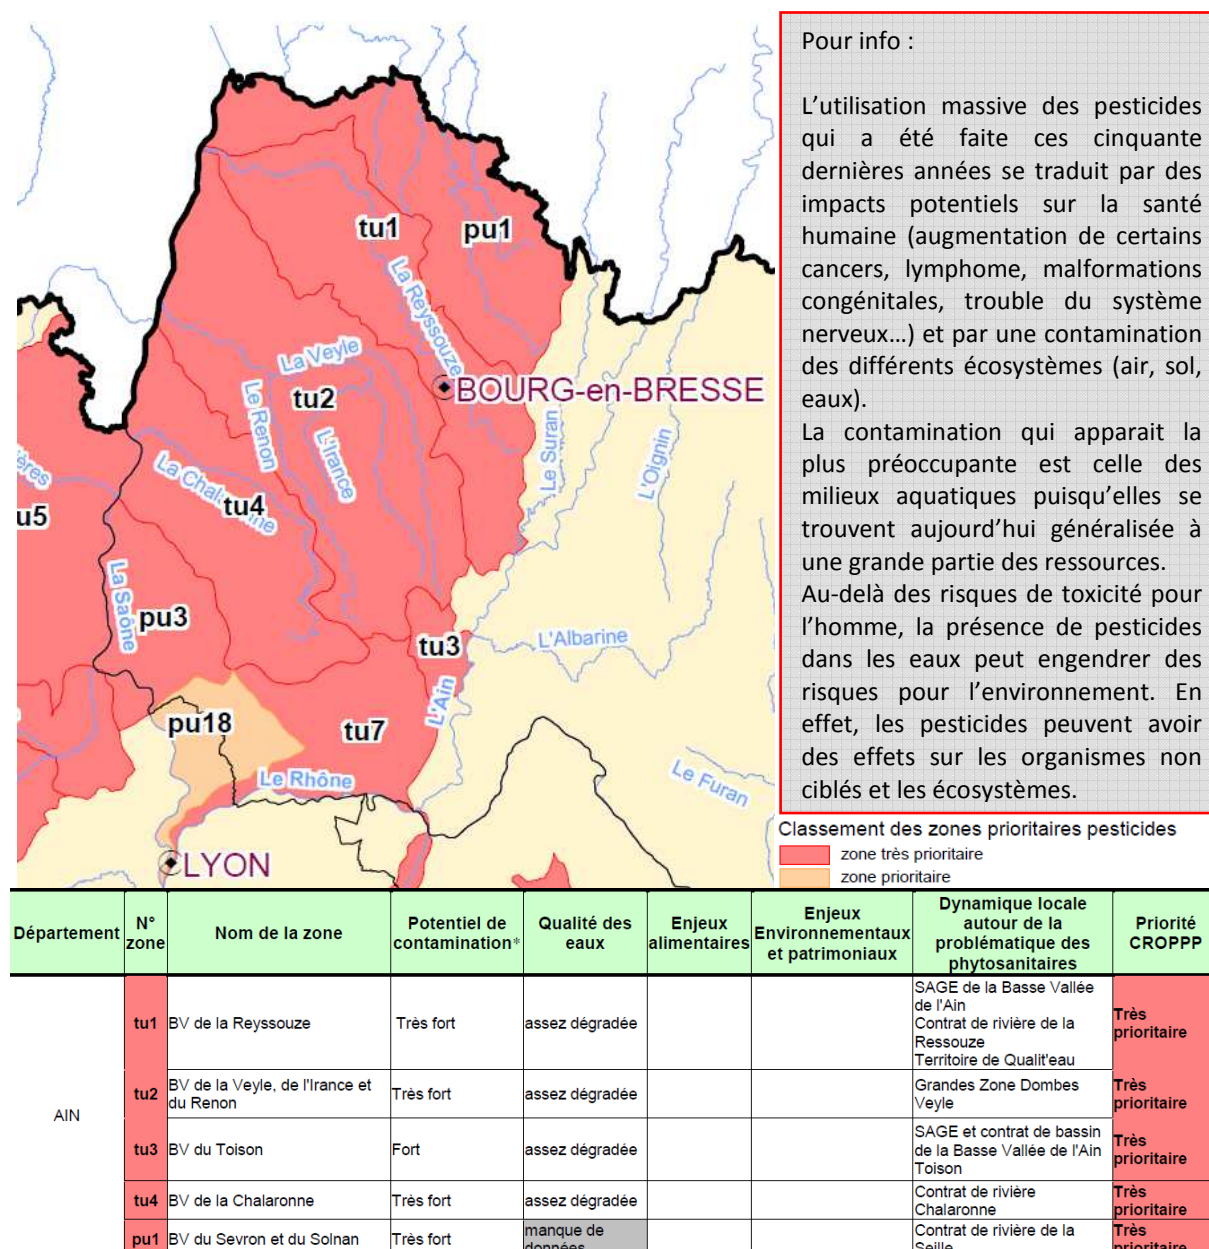 tu1
pu1
La Reyssouze
La Veyle
tu2
BOURG-en-BRESSE
Le Renon
L'Irance
Le Suran
L'Oignin
La Chalaronne
tu4
u5
La Saône
pu3
tu3
L'Albarine
L'Ain
pu18
tu7
Le Rhône
Le Furan
LYON
Pour info :
L’utilisation massive des pesticides
qui a été faite ces cinquante
dernières années se traduit par des
impacts potentiels sur la santé
humaine (augmentation de certains
cancers, lymphome, malformations
congénitales, trouble du système
nerveux…) et par une contamination
des différents écosystèmes (air, sol,
eaux).
La contamination qui apparait la
plus préoccupante est celle des
milieux aquatiques puisqu’elles se
trouvent aujourd’hui généralisée à
une grande partie des ressources.
Au-delà des risques de toxicité pour
l’homme, la présence de pesticides
dans les eaux peut engendrer des
risques pour l’environnement. En
effet, les pesticides peuvent avoir
des effets sur les organismes non
ciblés et les écosystèmes.
Classement des zones prioritaires pesticides
zone très prioritaire
zone prioritaire
Département
N° zone
Nom de la zone
Potentiel de contamination*
Qualité des eaux
Enjeux alimentaires
Enjeux Environnementaux et patrimoniaux
Dynamique locale autour de la problématique des phytosanitaires
Priorité CROPPP
AIN
tu1
BV de la Reyssouze
Très fort
assez dégradée
SAGE de la Basse Vallée
de l'Ain
Contrat de rivière de la
Ressouze
Territoire de Qualit'eau
Très
prioritaire
tu2
BV de la Veyle, de l'Irance et
du Renon
Très fort
assez dégradée
Grandes Zone Dombes
Veyle
Très
prioritaire
tu3
BV du Toison
Fort
assez dégradée
SAGE et contrat de bassin
de la Basse Vallée de l'Ain
Toison
Très
prioritaire
tu4
BV de la Chalaronne
Très fort
assez dégradée
Contrat de rivière
Chalaronne
Très
prioritaire
pu1
BV du Sevron et du Solnan
Très fort
manque de
données
Contrat de rivière de la
Seille
Très
prioritaire